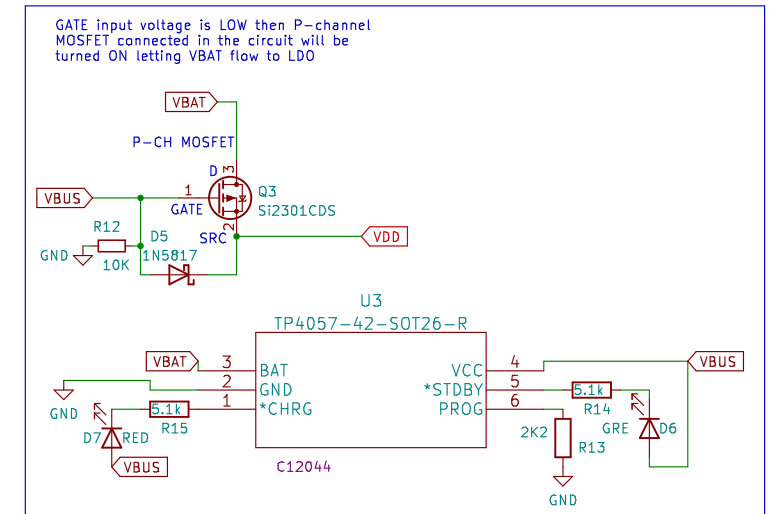 GATE input voltage is LOW then P-channel
MOSFET connected in the circuit will be
turned ON letting VBAT flow to LDO
VBAT
P-CH MOSFET
D
3
VBUS
1
Q3
GATE
Si2301CDS
2
R12
SRC
D5
VDD
GND
1N5817
10K
U3
TP4057-42-SOT26-R
VBAT
3
BAT
VCC
4
VBUS
2
GND
*STDBY
5
5.1k
GND
1
*CHRG
PROG
6
R14
5.1k
D7
RED
R15
2K2
GRE
D6
R13
VBUS
C12044
GND